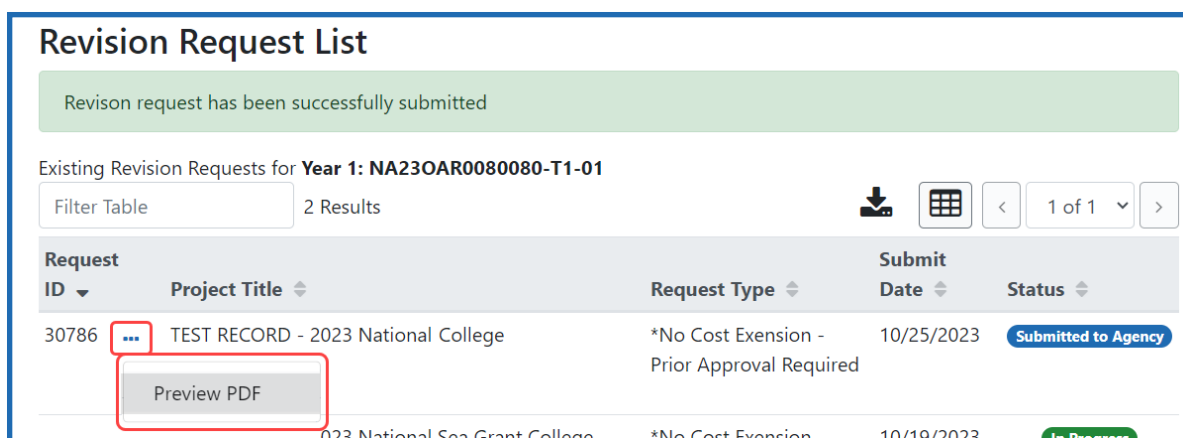 Revision Request List
Revison request has been successfully submitted
Existing Revision Requests for Year 1: NA23OAR0080080-T1-01
Filter Table 2 Results 1 of 1
Request
ID Project Title Request Type Submit
Date Status
30786 ... TEST RECORD - 2023 National College *No Cost Exension -
Prior Approval Required 10/25/2023 Submitted to Agency
Preview PDF
023 National Sea Grant College *No Cost Exension 10/19/2023 In Progress